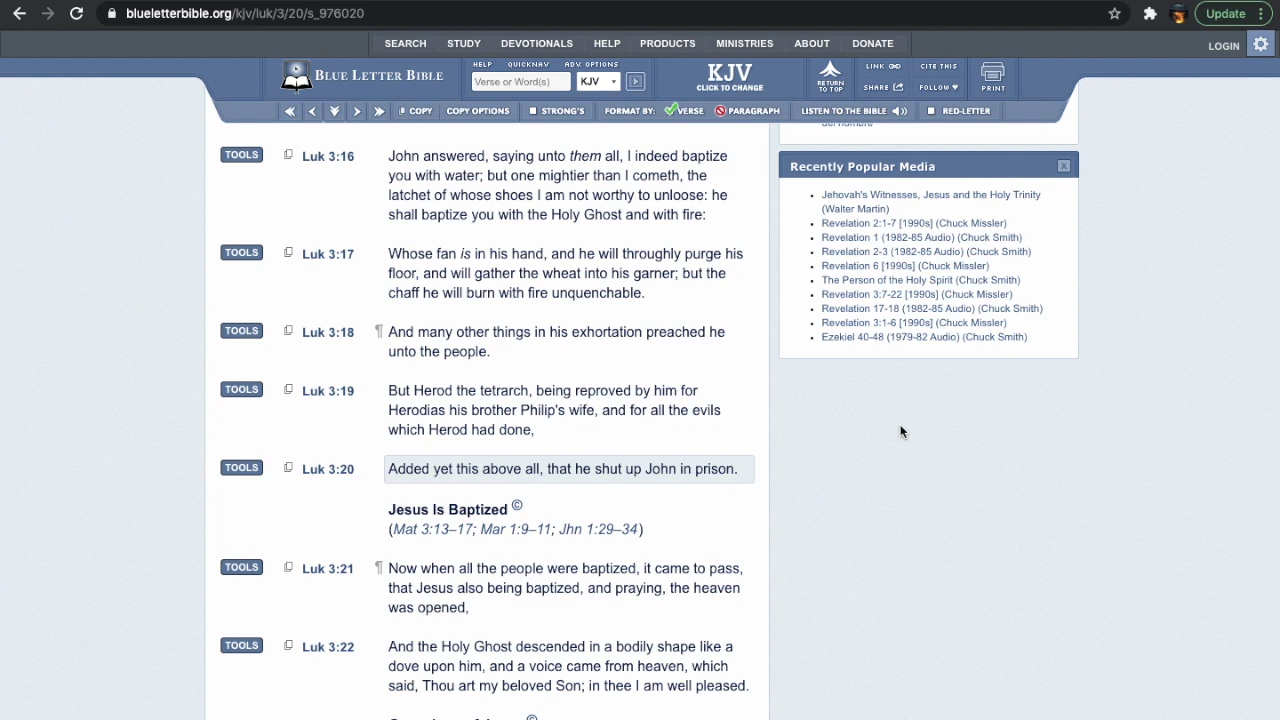 blueletterbible.org/kjv/luk/3/20/s_976020
Update
SEARCH STUDY DEVOTIONALS HELP PRODUCTS MINISTRIES ABOUT DONATE
LOGIN
BLUE LETTER BIBLE
HELP QUICKNAV ADV. OPTIONS
Verse or Word(s)
KJV
KJV
CLICK TO CHANGE
RETURN
TO TOP
LINK CITE THIS
SHARE FOLLOW
PRINT
COPY COPY OPTIONS STRONG'S FORMAT BY: VERSE PARAGRAPH LISTEN TO THE BIBLE RED-LETTER
TOOLS Luk 3:16 John answered, saying unto them all, I indeed baptize
you with water; but one mightier than I cometh, the
latchet of whose shoes I am not worthy to unloose: he
shall baptize you with the Holy Ghost and with fire:
TOOLS Luk 3:17 Whose fan is in his hand, and he will throughly purge his
floor, and will gather the wheat into his garner; but the
chaff he will burn with fire unquenchable.
TOOLS Luk 3:18 ¶ And many other things in his exhortation preached he
unto the people.
TOOLS Luk 3:19 But Herod the tetrarch, being reproved by him for
Herodias his brother Philip's wife, and for all the evils
which Herod had done,
TOOLS Luk 3:20 Added yet this above all, that he shut up John in prison.
Jesus Is Baptized ©
(Mat 3:13–17; Mar 1:9–11; Jhn 1:29–34)
TOOLS Luk 3:21 ¶ Now when all the people were baptized, it came to pass,
that Jesus also being baptized, and praying, the heaven
was opened,
TOOLS Luk 3:22 And the Holy Ghost descended in a bodily shape like a
dove upon him, and a voice came from heaven, which
said, Thou art my beloved Son; in thee I am well pleased.
Recently Popular Media
Jehovah's Witnesses, Jesus and the Holy Trinity
(Walter Martin)
Revelation 2:1-7 [1990s] (Chuck Missler)
Revelation 1 (1982-85 Audio) (Chuck Smith)
Revelation 2-3 (1982-85 Audio) (Chuck Smith)
Revelation 6 [1990s] (Chuck Missler)
The Person of the Holy Spirit (Chuck Smith)
Revelation 3:7-22 [1990s] (Chuck Missler)
Revelation 17-18 (1982-85 Audio) (Chuck Smith)
Revelation 3:1-6 [1990s] (Chuck Missler)
Ezekiel 40-48 (1979-82 Audio) (Chuck Smith)